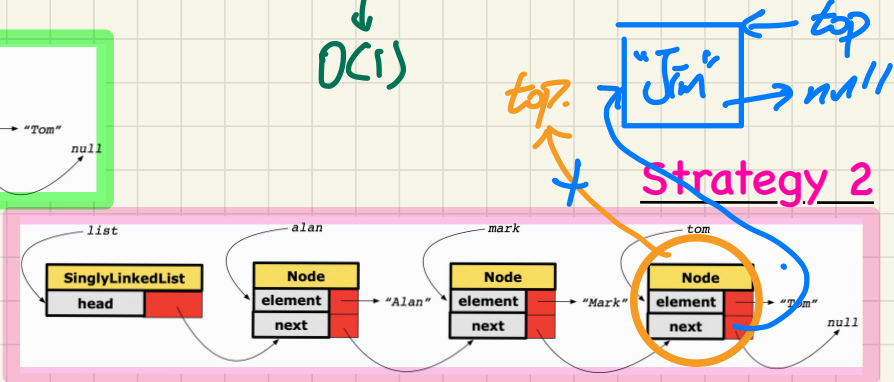 top
O(1)
"Jim"
top.
null
"Tom"
null
Strategy 2
list
alan
mark
tom
SinglyLinkedList
head
Node
element
next
"Alan"
Node
element
next
"Mark"
Node
element
next
"Tom"
null